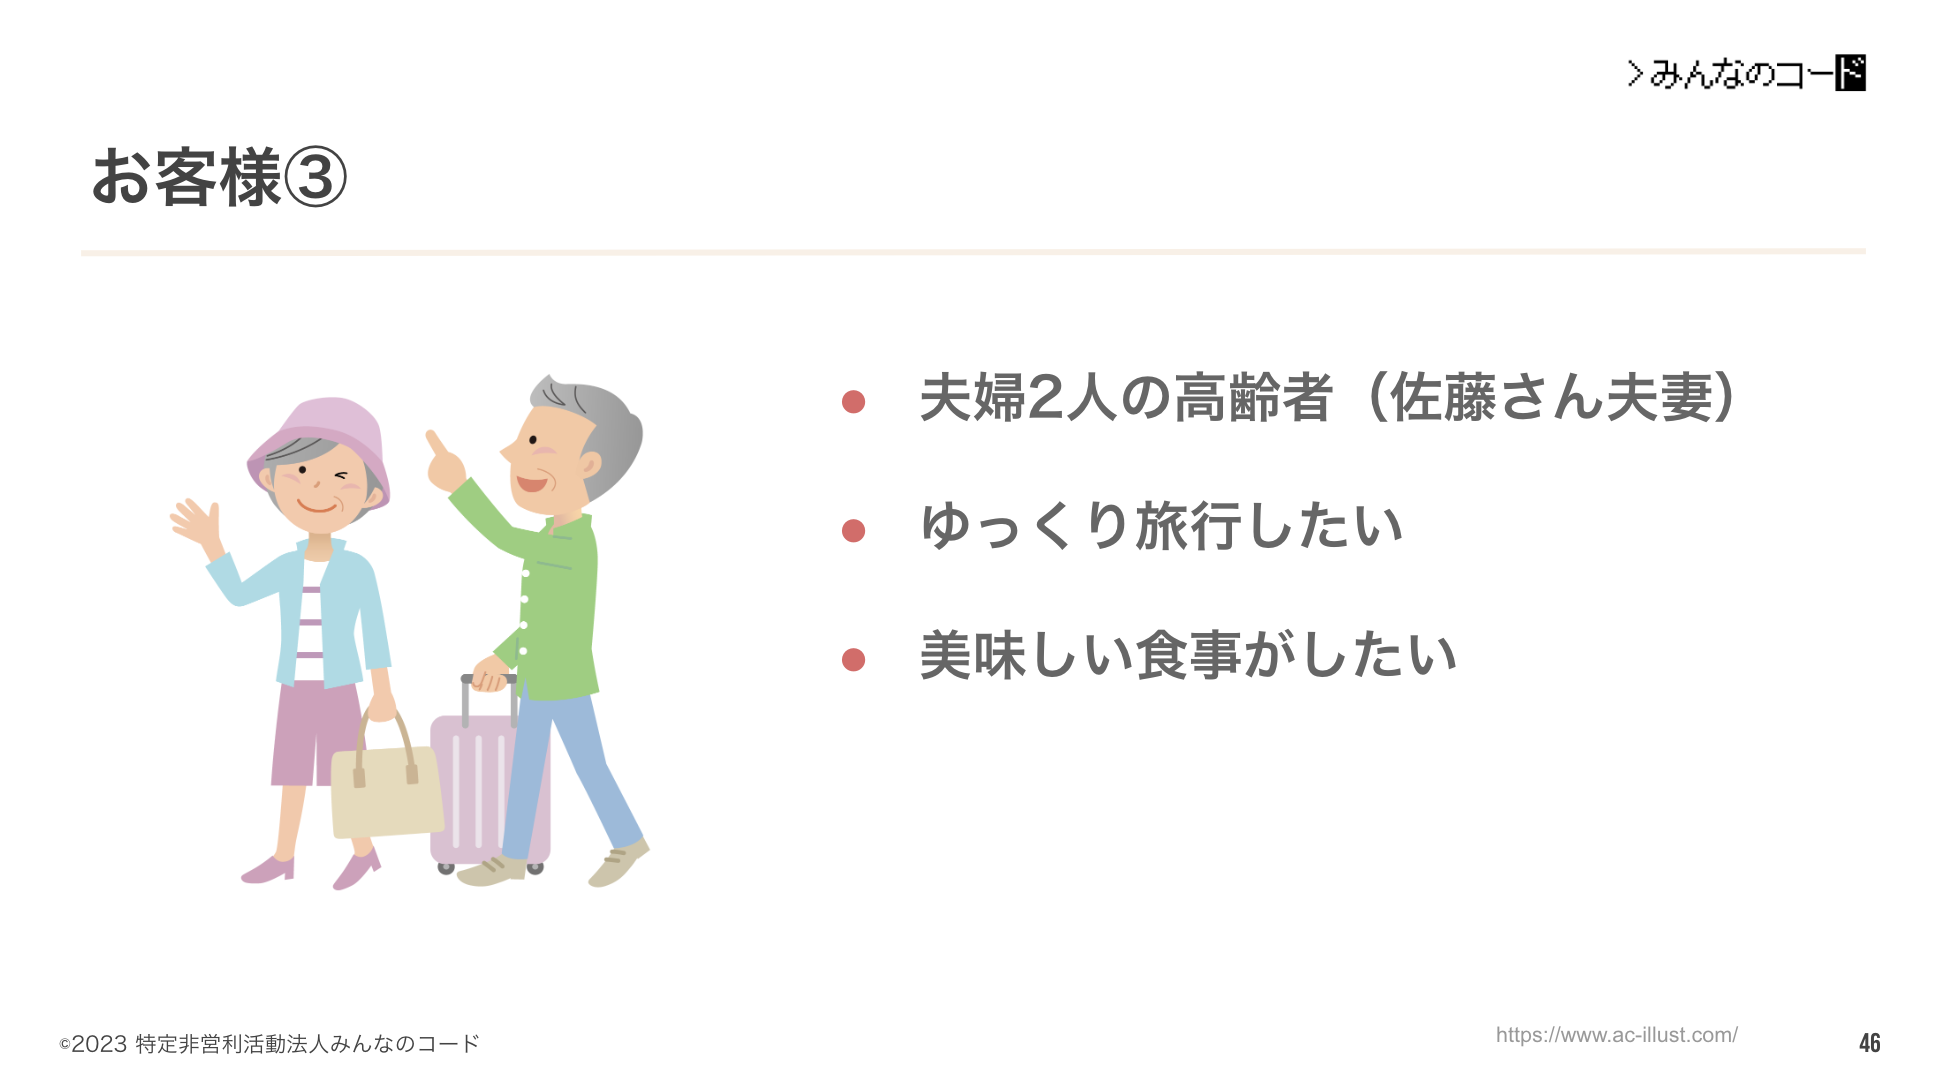 >みんなのコード
お客様③
● 夫婦2人の高齢者（佐藤さん夫妻）
● ゆっくり旅行したい
● 美味しい食事がしたい
©2023 特定非営利活動法人みんなのコード
https://www.ac-illust.com/
46